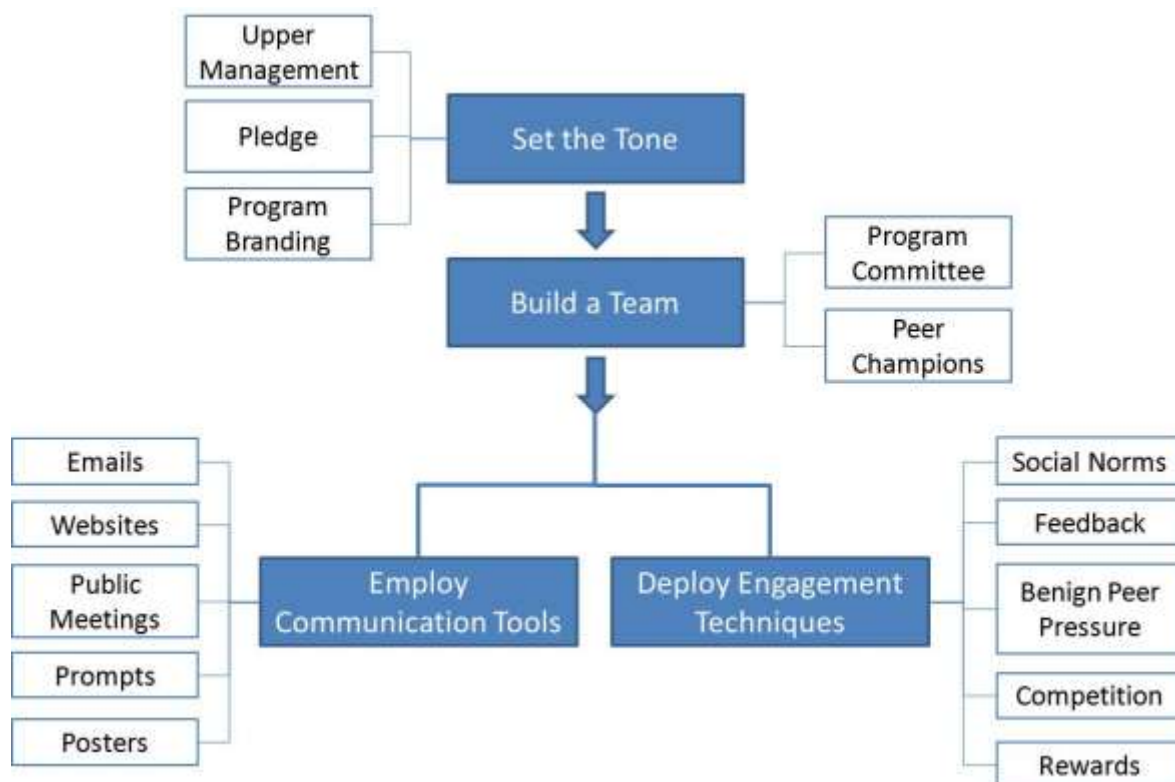 Upper
Management
Pledge
Program
Branding
Set the Tone
Build a Team
Program
Committee
Peer
Champions
Emails
Websites
Public
Meetings
Prompts
Posters
Employ
Communication Tools
Deploy Engagement
Techniques
Social Norms
Feedback
Benign Peer
Pressure
Competition
Rewards